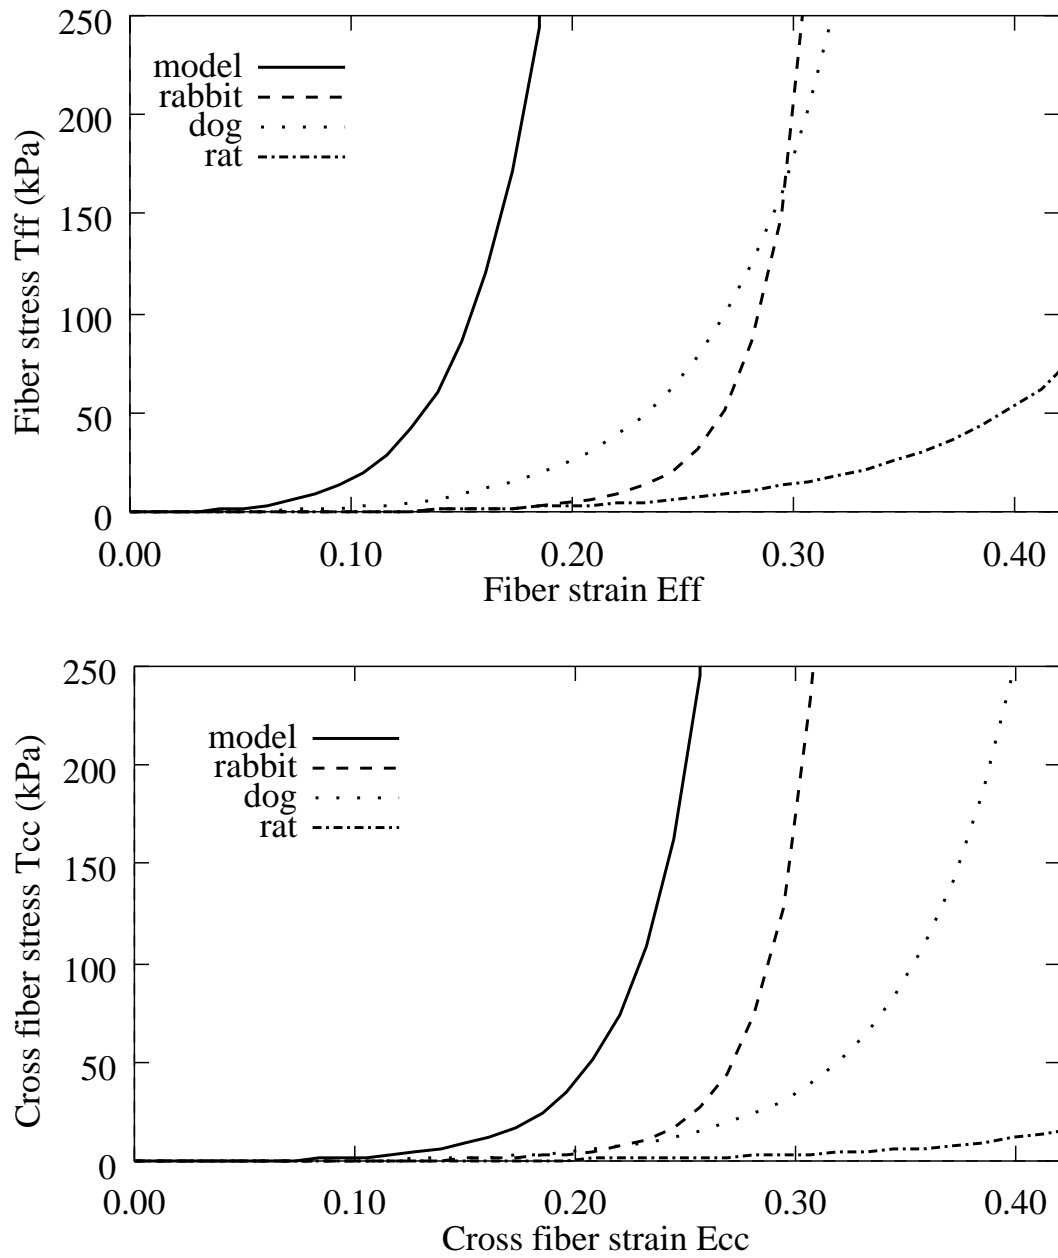 250
200
150
100
50
0
Fiber stress Tff (kPa)
model
rabbit
dog
rat
0.00 0.10 0.20 0.30 0.40
Fiber strain Eff
250
200
150
100
50
0
Cross fiber stress Tcc (kPa)
model
rabbit
dog
rat
0.00 0.10 0.20 0.30 0.40
Cross fiber strain Ecc